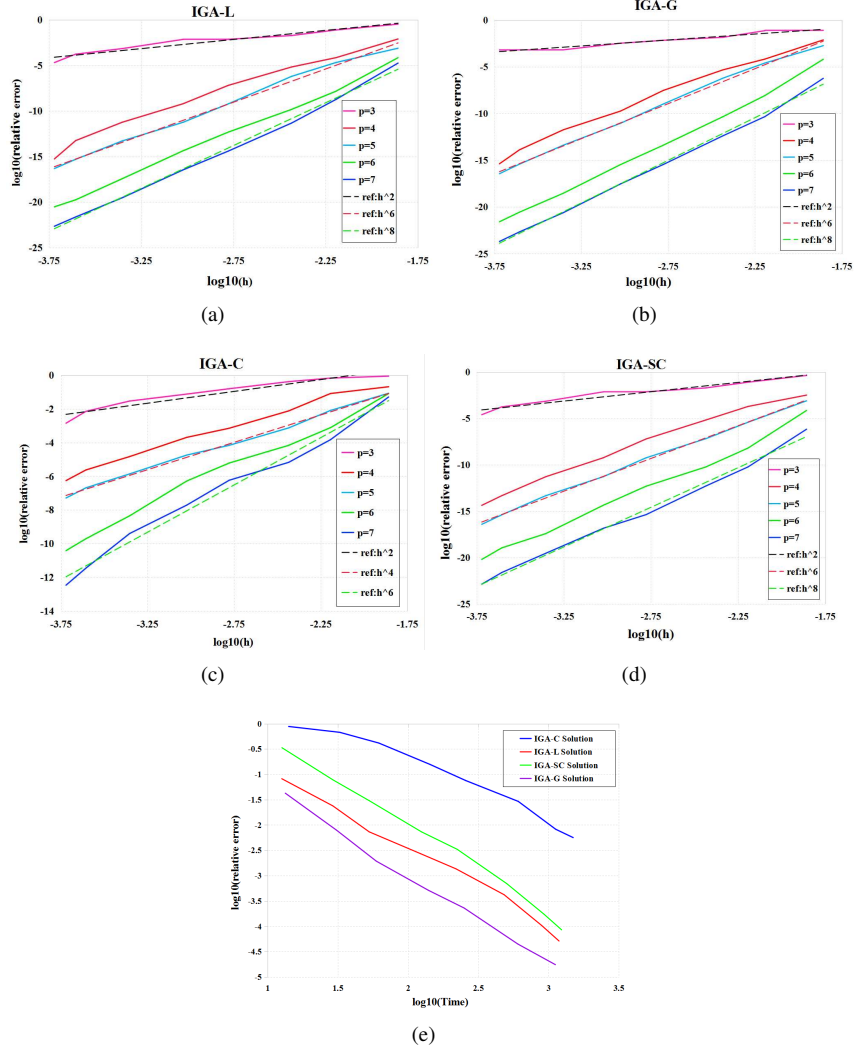 IGA-L
log10(relative error)
0
-5
-10
-15
-20
-25
-3.75
-3.25
-2.75
-2.25
-1.75
log10(h)
p=3
p=4
p=5
p=6
p=7
ref:h^2
ref:h^6
ref:h^8
(a)
IGA-G
log10(relative error)
0
-5
-10
-15
-20
-25
-3.75
-3.25
-2.75
-2.25
-1.75
log10(h)
p=3
p=4
p=5
p=6
p=7
ref:h^2
ref:h^6
ref:h^8
(b)
IGA-C
log10(relative error)
0
-2
-4
-6
-8
-10
-12
-14
-3.75
-3.25
-2.75
-2.25
-1.75
log10(h)
p=3
p=4
p=5
p=6
p=7
ref:h^2
ref:h^4
ref:h^6
(c)
IGA-SC
log10(relative error)
0
-5
-10
-15
-20
-25
-3.75
-3.25
-2.75
-2.25
-1.75
log10(h)
p=3
p=4
p=5
p=6
p=7
ref:h^2
ref:h^6
ref:h^8
(d)
log10(relative error)
0
-0.5
-1
-1.5
-2
-2.5
-3
-3.5
-4
-4.5
-5
1
1.5
2
2.5
3
3.5
log10(Time)
IGA-C Solution
IGA-L Solution
IGA-SC Solution
IGA-G Solution
(e)